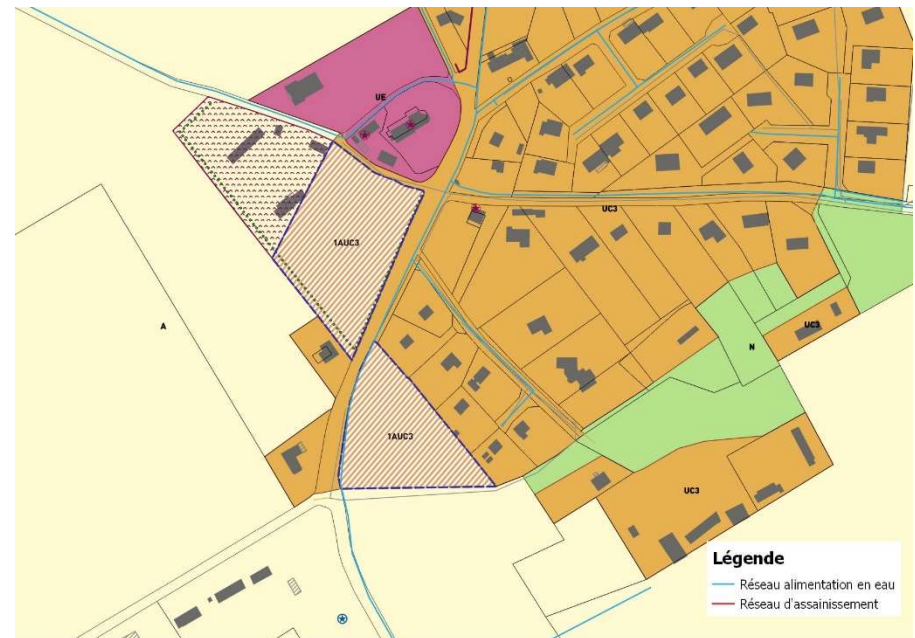 UE
1AUC3
UC3
A
UC3
N
1AUC3
UC3
Légende
Réseau alimentation en eau
Réseau d'assainissement